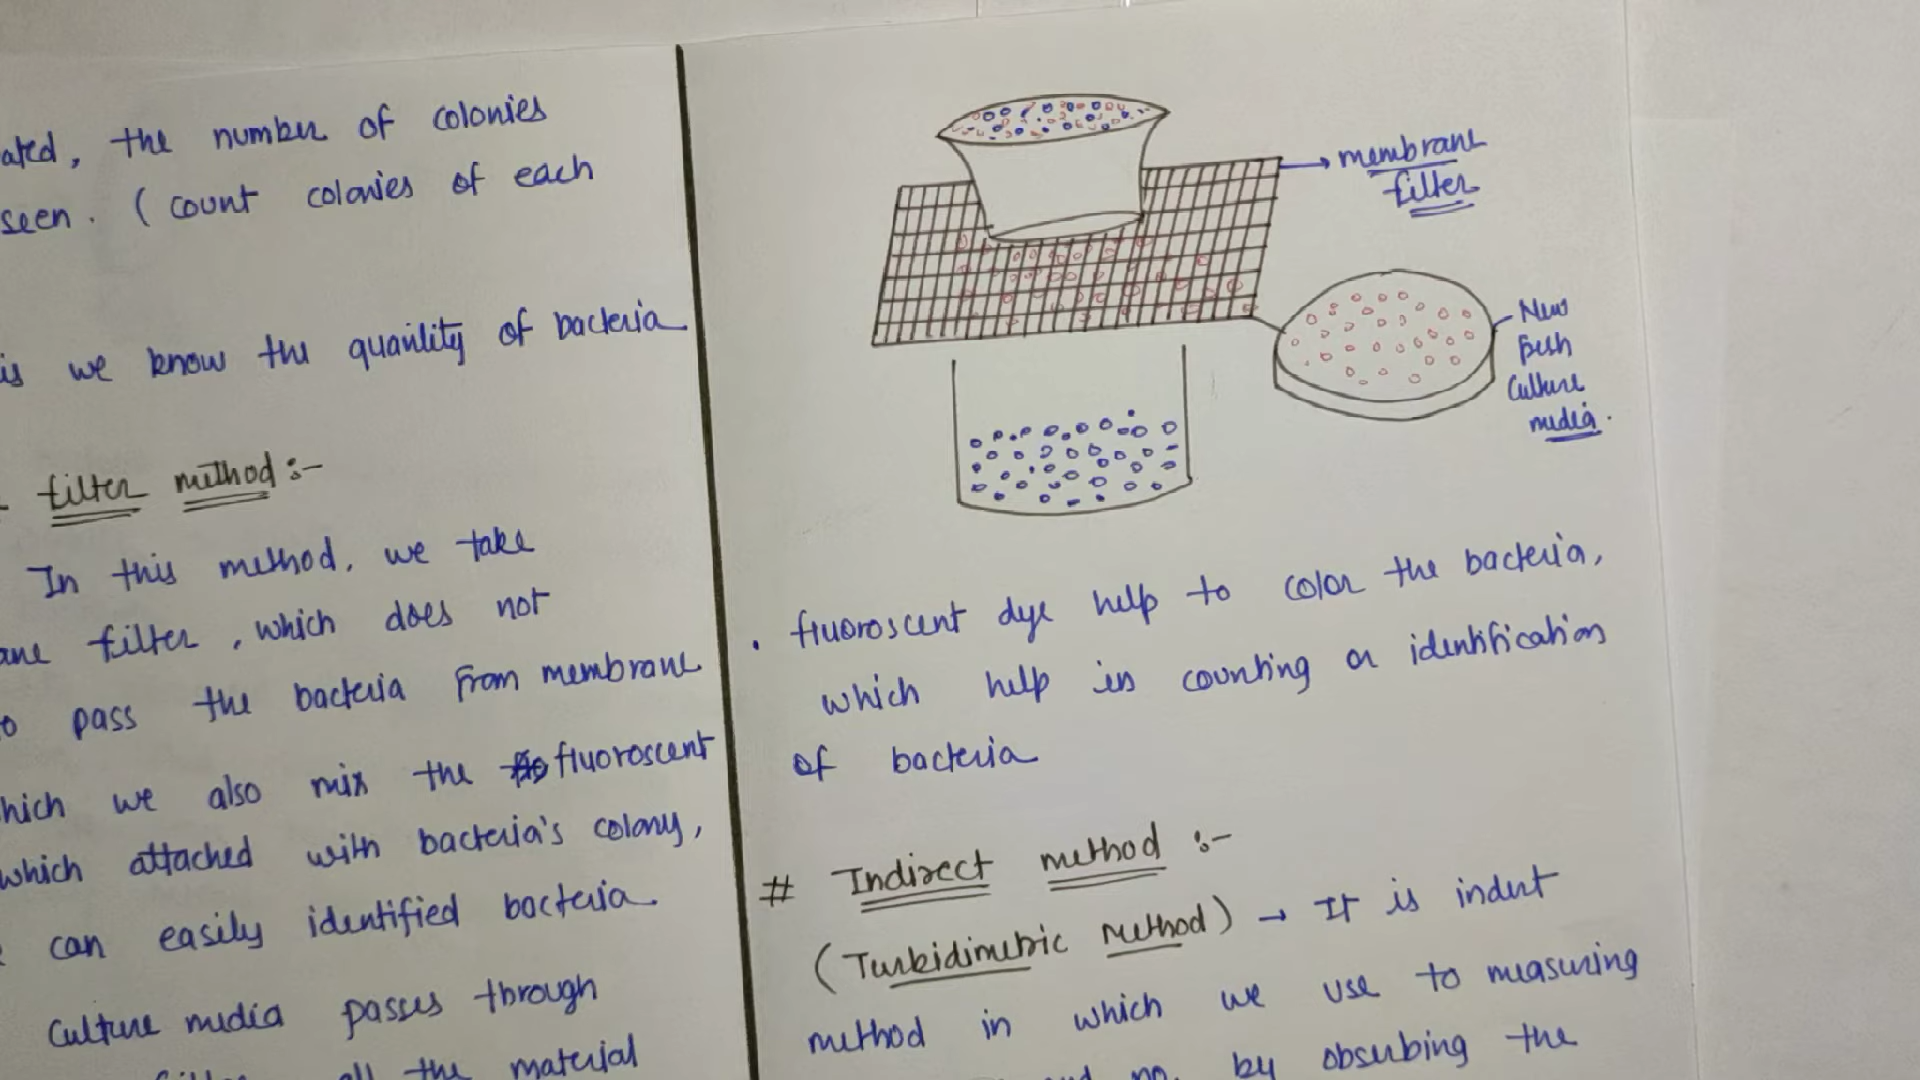 ated, the number of colonies
seen. (count colonies of each
is we know the quantity of bacteria
filter method :-
In this method, we take
ane filter, which does not
o pass the bacteria from membrane
hich we also mix the fluoroscent
which attached with bacteria's colony,
can easily identified bacteria.
Culture media passes through
all the material
membrane
filter
New
Culture
media.
. fluoroscent dye help to color the bacteria,
which help in counting or identification
of bacteria
# Indirect method :-
(Turbidimetric method) → It is
method in which we use to measuring
no. by obsurbing the